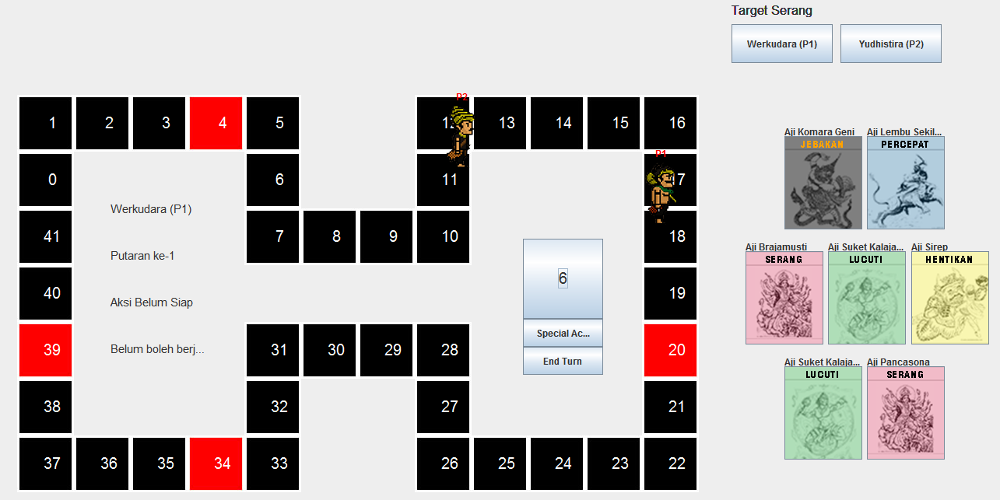 Target Serang
Werkudara (P1) Yudhistira (P2)
P2
1 2 3 4 5 12 13 14 15 16
P1
0 6 11 7
Werkudara (P1)
41 7 8 9 10 18
Putaran ke-1
6
40 19
Aksi Belum Siap
Special Ac...
39 31 30 29 28 20
Belum boleh berj...
End Turn
38 32 27 21
37 36 35 34 33 26 25 24 23 22
Aji Komara Geni Aji Lembu Sekil...
JEBAKAN PERCEPAT
Aji Brajamusti Aji Suket Kalaja... Aji Sirep
SERANG LUCUTI HENTIKAN
Aji Suket Kalaja... Aji Pancasona
LUCUTI SERANG